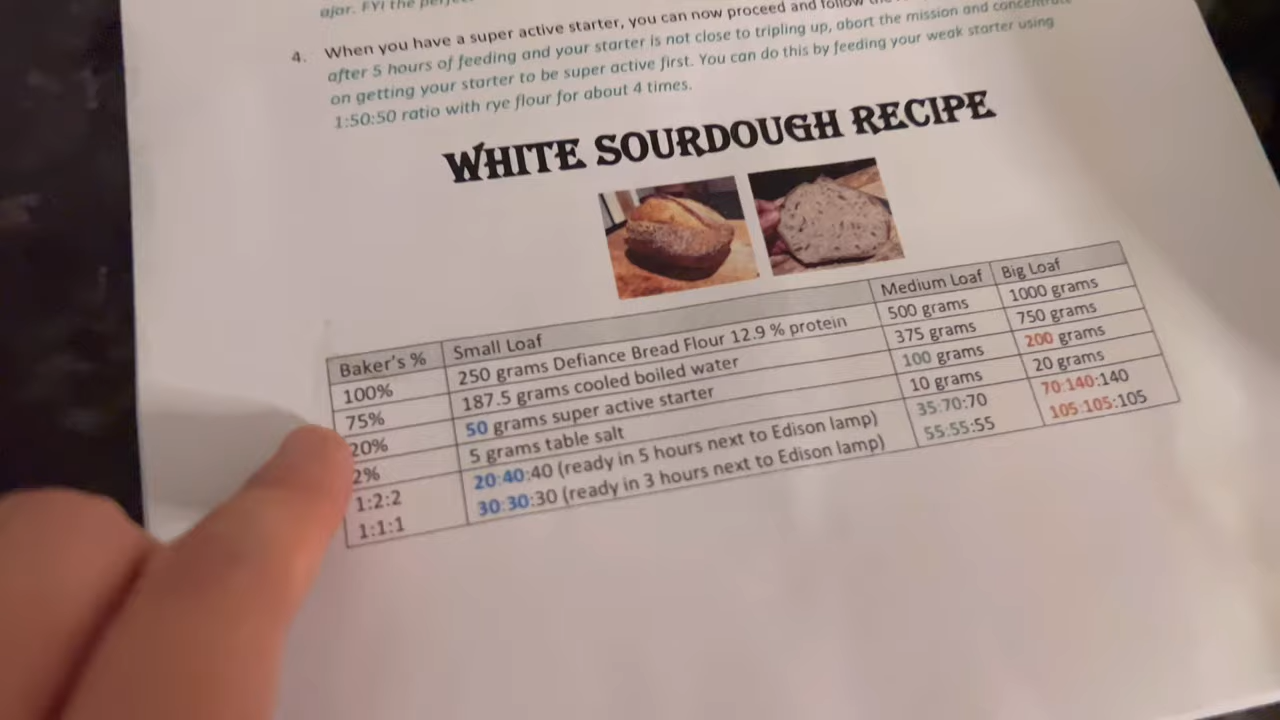 ajar. FYI the
4. When you have a super active starter, you can now proceed and follow
after 5 hours of feeding and your starter is not close to tripling up, abort the mission and concentrate
on getting your starter to be super active first. You can do this by feeding your weak starter using
1:50:50 ratio with rye flour for about 4 times.
WHITE SOURDOUGH RECIPE
Baker's % Small Loaf Medium Loaf Big Loaf
100% 250 grams Defiance Bread Flour 12.9 % protein 500 grams 1000 grams
75% 187.5 grams cooled boiled water 375 grams 750 grams
20% 50 grams super active starter 100 grams 200 grams
2% 5 grams table salt 10 grams 20 grams
1:2:2 20:40:40 (ready in 5 hours next to Edison lamp) 35:70:70 70:140:140
1:1:1 30:30:30 (ready in 3 hours next to Edison lamp) 55:55:55 105:105:105